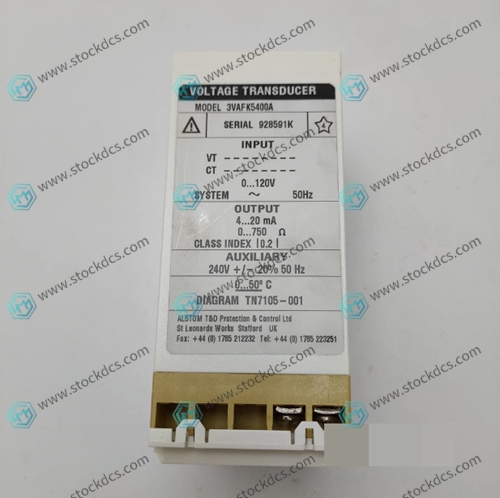 VOLTAGE TRANSDUCER
MODEL 3VAFK5400A
SERIAL 928591K
4
INPUT
VT - - - - - - - - - -
CT - - - - - - - - - -
0...120V
SYSTEM ~ 50Hz
OUTPUT
4...20 mA
0...750 Ω
CLASS INDEX |0.2|
AUXILIARY
240V +/- 20% 50 Hz
0...50° C
DIAGRAM TN7105-001
ALSTOM T&D Protection & Control Ltd
St Leonards Works Stafford UK
Fax: +44 (0) 1785 212232 Tel: +44 (0) 1785 223251
www.stockdcs.com